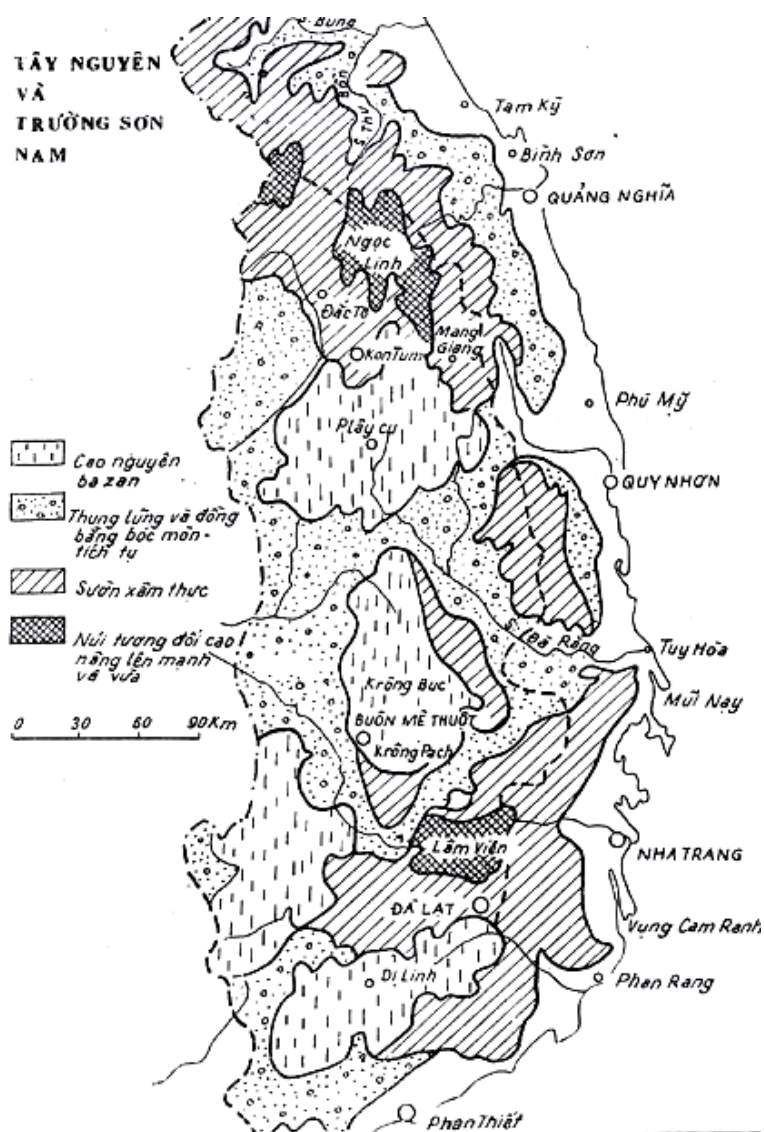 TÂY NGUYÊN
VÀ
TRƯỜNG SƠN
NAM
S. Bung
S. Thu Bồn
Tam Kỳ
Bình Sơn
QUẢNG NGHĨA
Ngọc
Linh
Đắc Tô
Kon Tum
Mang
Giang
Plây cu
Phù Mỹ
QUY NHƠN
Cao nguyên
ba zan
Thung lũng và đồng
bằng bóc mòn-
tích tụ
Sườn xâm thực
Núi tương đối cao
nâng lên mạnh
và vừa
0 30 60 90Km
S. (Ba Rằng
Tuy Hòa
Mũi Nạy
Krông Buc
BUÔN MÊ THUỘT
Krông Pach
Lâm Viên
NHA TRANG
ĐÀ LẠT
Vụng Cam Ranh
Di Linh
Phan Rang
Phan Thiết